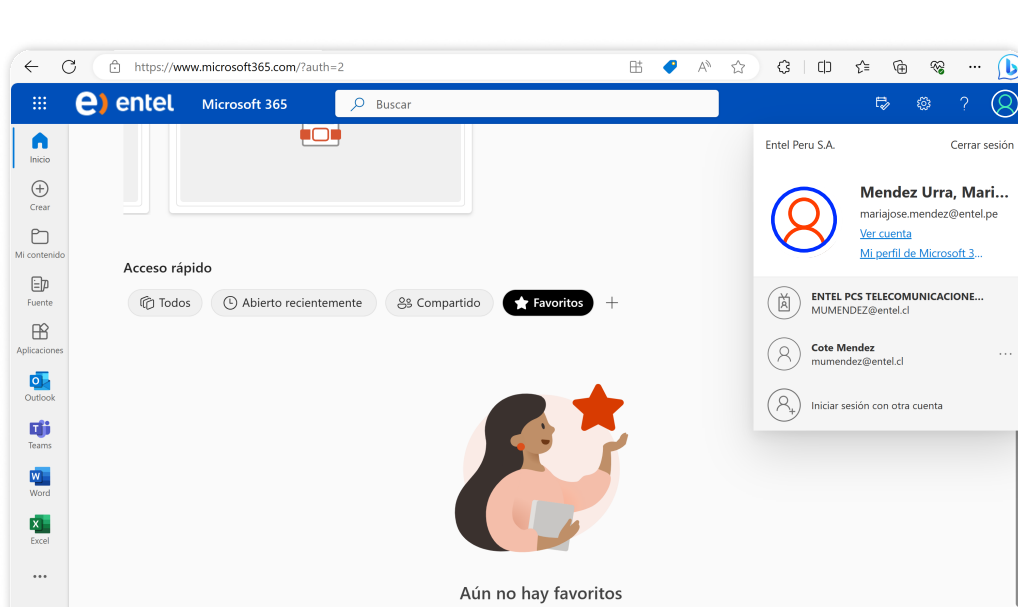 https://www.microsoft365.com/?auth=2
entel
Microsoft 365
Buscar
?
Inicio
Crear
Mi contenido
Fuente
Aplicaciones
Outlook
Teams
Word
Excel
Acceso rápido
Todos
Abierto recientemente
Compartido
Favoritos
Aún no hay favoritos
Entel Peru S.A.
Cerrar sesión
Mendez Urra, Mari...
mariajose.mendez@entel.pe
Ver cuenta
Mi perfil de Microsoft 3...
ENTEL PCS TELECOMUNICACIONE...
MUMENDEZ@entel.cl
Cote Mendez
mumendez@entel.cl
Iniciar sesión con otra cuenta